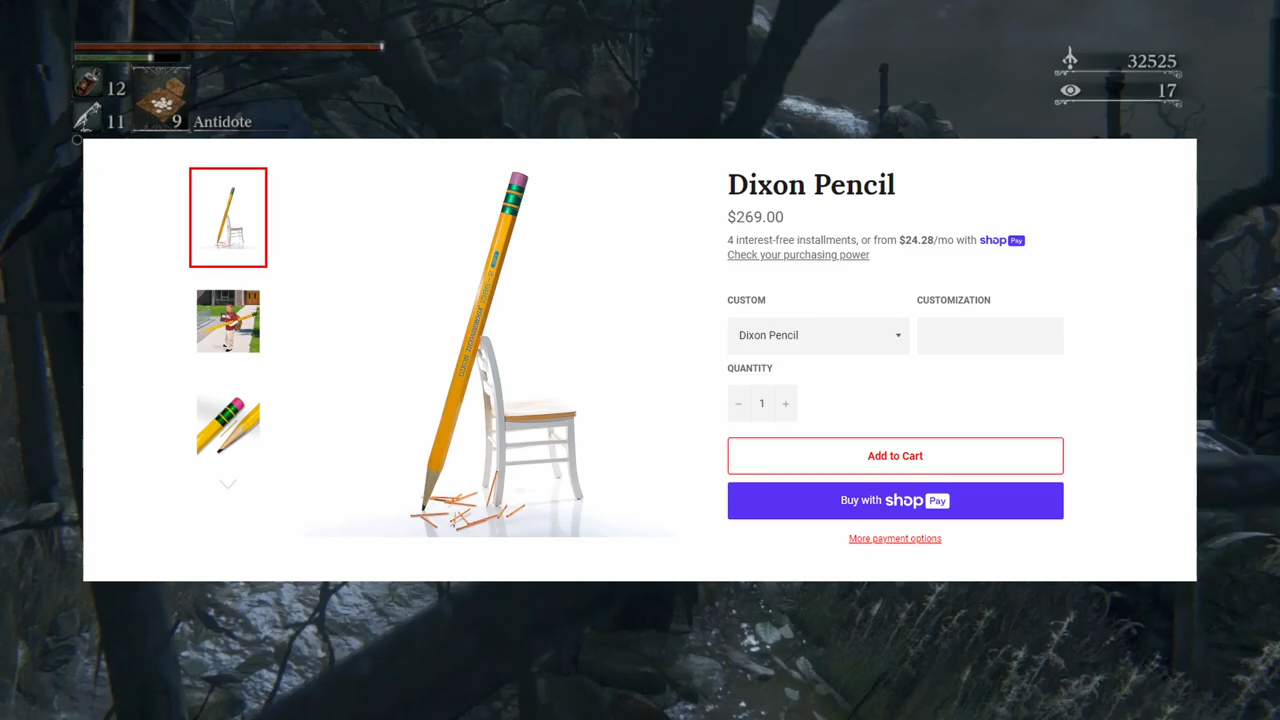 32525
12
17
9
11
Antidote
Dixon Pencil
$269.00
4 interest-free installments, or from $24.28/mo with shop Pay
Check your purchasing power
CUSTOM
CUSTOMIZATION
Dixon Pencil
QUANTITY
− 1 +
Add to Cart
Buy with shop Pay
More payment options